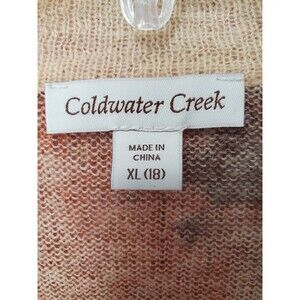 Coldwater Creek
MADE IN
CHINA
XL (18)